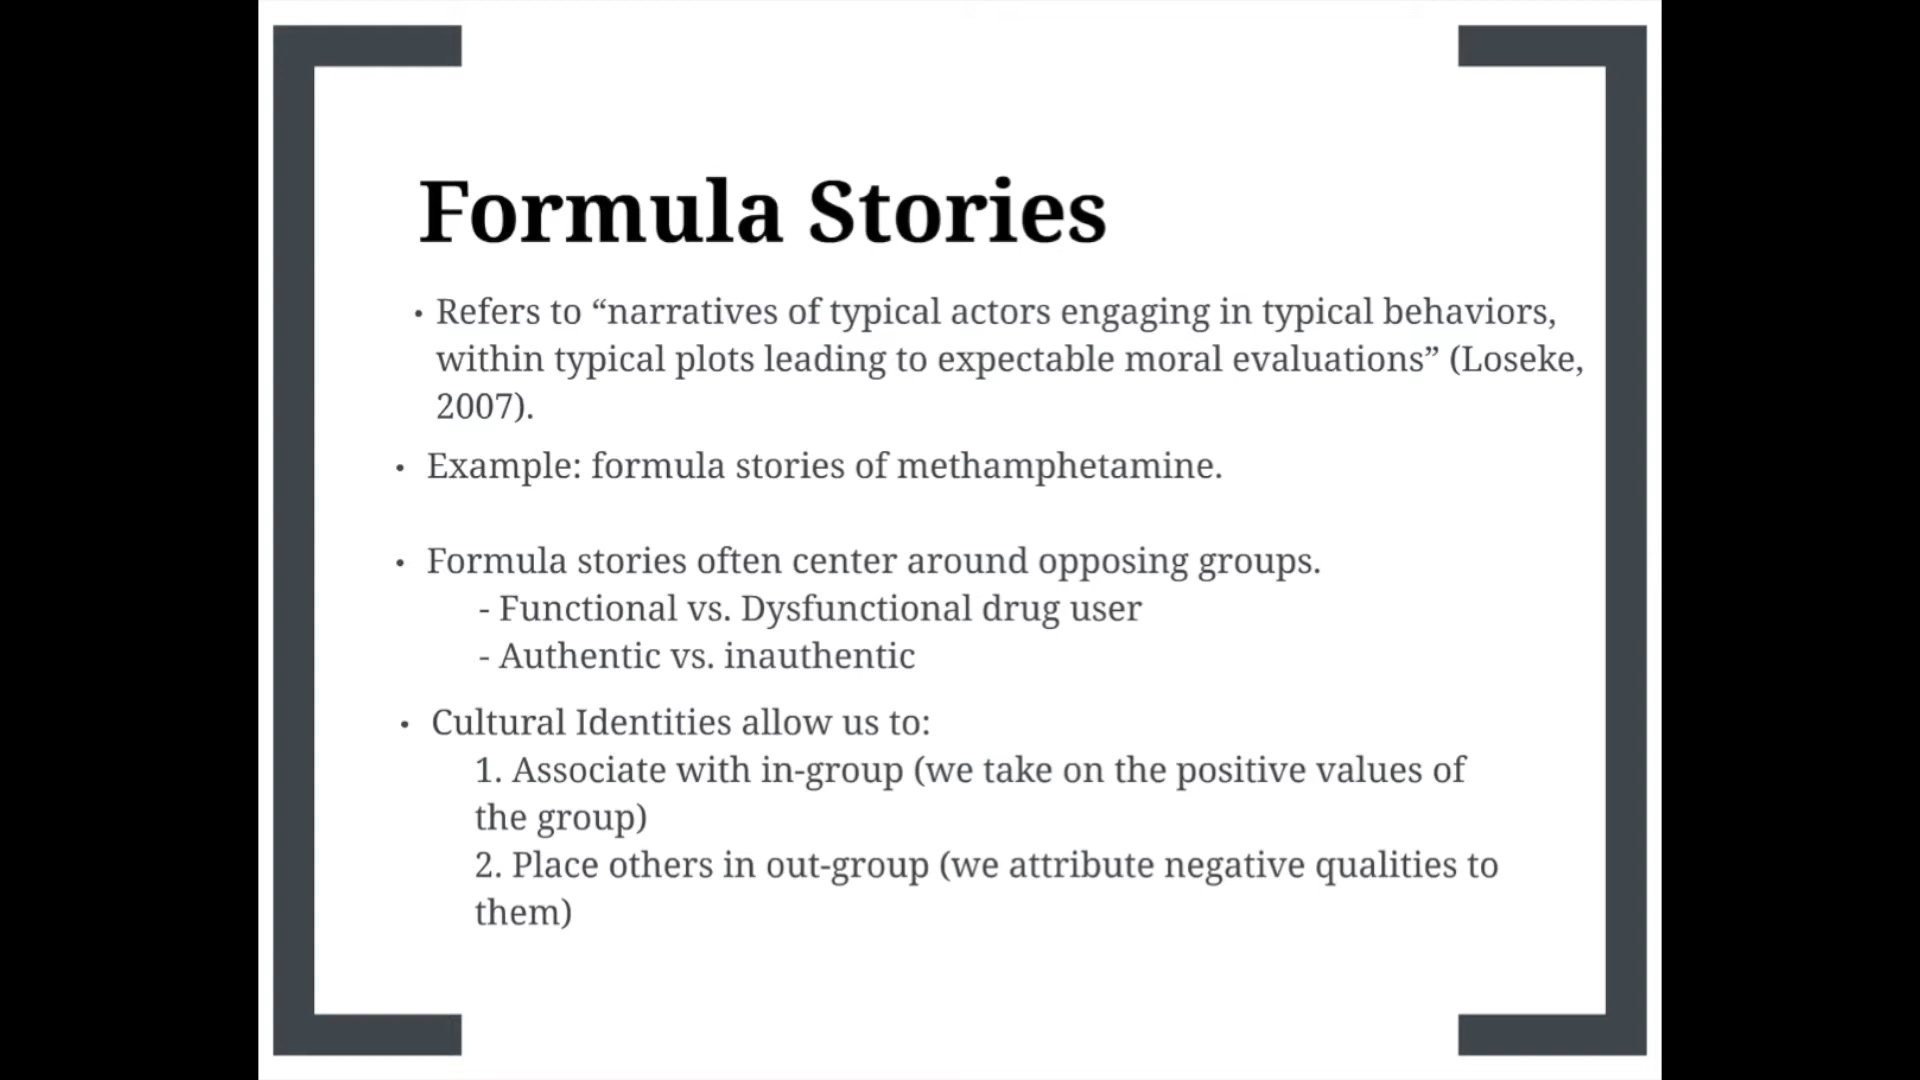 Formula Stories
• Refers to “narratives of typical actors engaging in typical behaviors,
within typical plots leading to expectable moral evaluations” (Loseke,
2007).
• Example: formula stories of methamphetamine.
• Formula stories often center around opposing groups.
- Functional vs. Dysfunctional drug user
- Authentic vs. inauthentic
• Cultural Identities allow us to:
1. Associate with in-group (we take on the positive values of
the group)
2. Place others in out-group (we attribute negative qualities to
them)